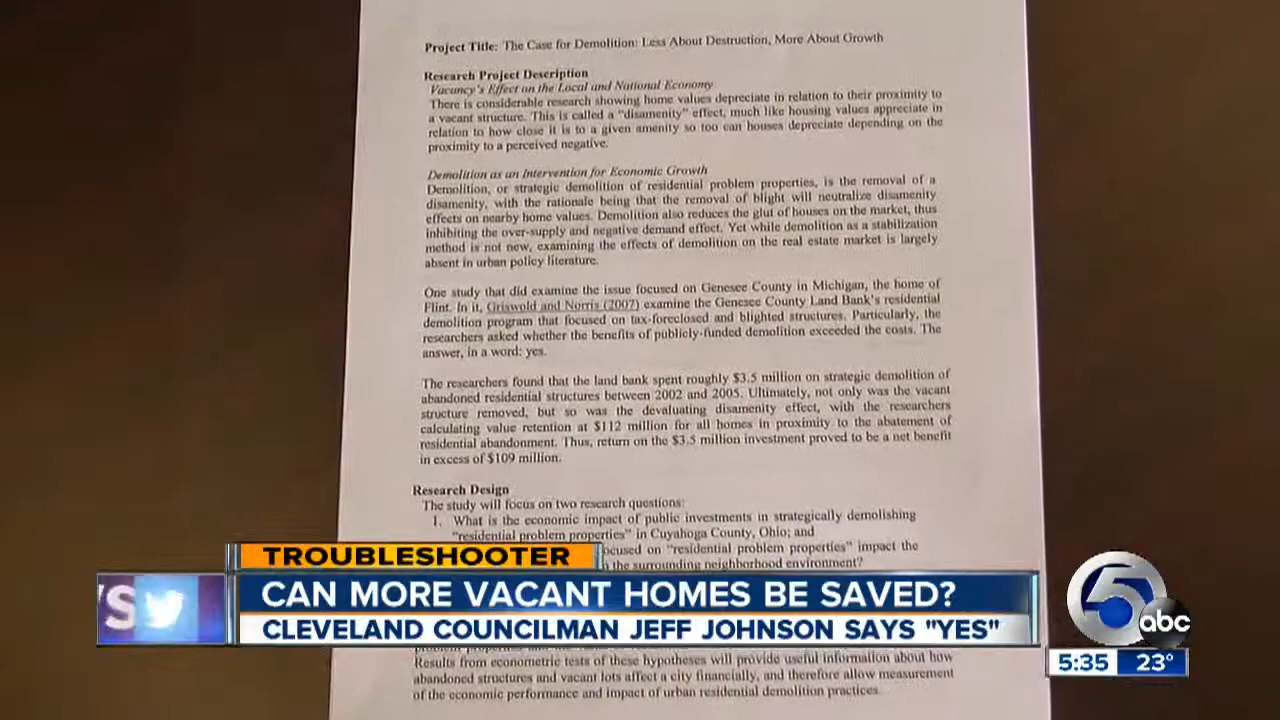 Project Title: The Case for Demolition: Less About Destruction, More About Growth
Research Project Description
Vacancy's Effect on the Local and National Economy
There is considerable research showing home values depreciate in relation to their proximity to
a vacant structure. This is called a "disamenity" effect, much like housing values appreciate in
relation to how close it is to a given amenity so too can houses depreciate depending on the
proximity to a perceived negative.
Demolition as an Intervention for Economic Growth
Demolition, or strategic demolition of residential problem properties, is the removal of a
disamenity, with the rationale being that the removal of blight will neutralize disamenity
effects on nearby home values. Demolition also reduces the glut of houses on the market, thus
inhibiting the over-supply and negative demand effect. Yet while demolition as a stabilization
method is not new, examining the effects of demolition on the real estate market is largely
absent in urban policy literature.
One study that did examine the issue focused on Genesee County in Michigan, the home of
Flint. In it, Griswold and Norris (2007) examine the Genesee County Land Bank's residential
demolition program that focused on tax-foreclosed and blighted structures. Particularly, the
researchers asked whether the benefits of publicly-funded demolition exceeded the costs. The
answer, in a word: yes.
The researchers found that the land bank spent roughly $3.5 million on strategic demolition of
abandoned residential structures between 2002 and 2005. Ultimately, not only was the vacant
structure removed, but so was the devaluating disamenity effect, with the researchers
calculating value retention at $112 million for all homes in proximity to the abatement of
residential abandonment. Thus, return on the $3.5 million investment proved to be a net benefit
in excess of $109 million.
Research Design
The study will focus on two research questions:
1. What is the economic impact of public investments in strategically demolishing
"residential problem properties" in Cuyahoga County, Ohio; and
ocused on "residential problem properties" impact the
the surrounding neighborhood environment?
TROUBLESHOOTER
'S
CAN MORE VACANT HOMES BE SAVED?
CLEVELAND COUNCILMAN JEFF JOHNSON SAYS "YES"
5 abc
5:35 23°
Results from econometric tests of these hypotheses will provide useful information about how
abandoned structures and vacant lots affect a city financially, and therefore allow measurement
of the economic performance and impact of urban residential demolition practices.